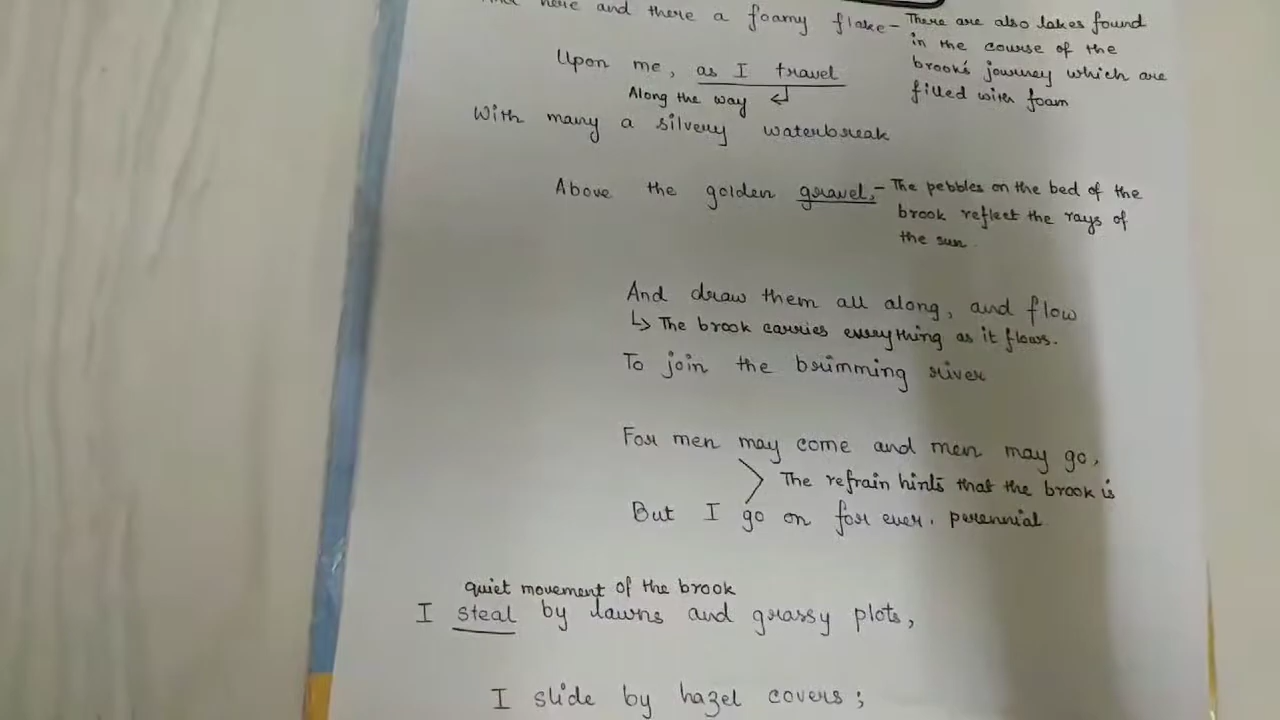 here and there a foamy flake – There are also lakes found
in the course of the
Upon me, as I travel
brook's journey which are
filled with foam
Along the way
With many a silvery waterbreak
Above the golden gravel, – The pebbles on the bed of the
brook reflect the rays of
the sun.
And draw them all along, and flow
↳ The brook carries everything as it flows.
To join the brimming river
For men may come and men may go,
The refrain hints that the brook is
But I go on for ever. perennial
quiet movement of the brook
I steal by lawns and grassy plots,
I slide by hazel covers;